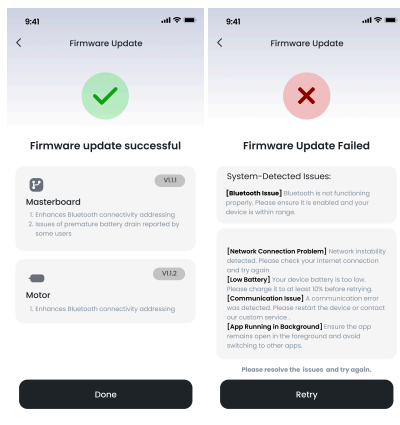 9:41
Firmware Update
Firmware update successful
V1.1.1
Masterboard
1. Enhances Bluetooth connectivity addressing
2. Issues of premature battery drain reported by
some users
V1.1.2
Motor
1. Enhances Bluetooth connectivity addressing
Done
9:41
Firmware Update
Firmware Update Failed
System-Detected Issues:
[Bluetooth Issue] Bluetooth is not functioning
properly. Please ensure it is enabled and your
device is within range.
[Network Connection Problem] Network instability
detected. Please check your internet connection
and try again.
[Low Battery] Your device battery is too low.
Please charge it to at least 10% before retrying.
[Communication Issue] A communication error
was detected. Please restart the device or contact
our custom service .
[App Running in Background] Ensure the app
remains open in the foreground and avoid
switching to other apps.
Please resolve the issues and try again.
Retry